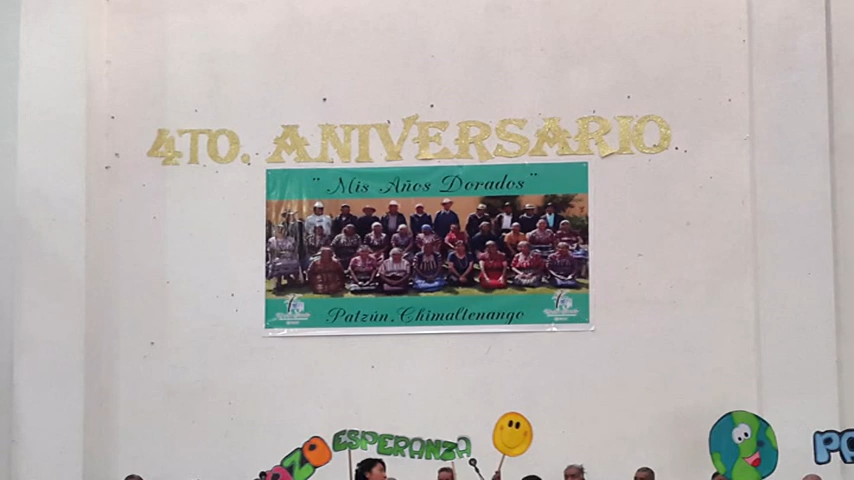 4TO. ANIVERSARIO
"Mis Años Dorados"
Patzún, Chimaltenango
ESPERANZA